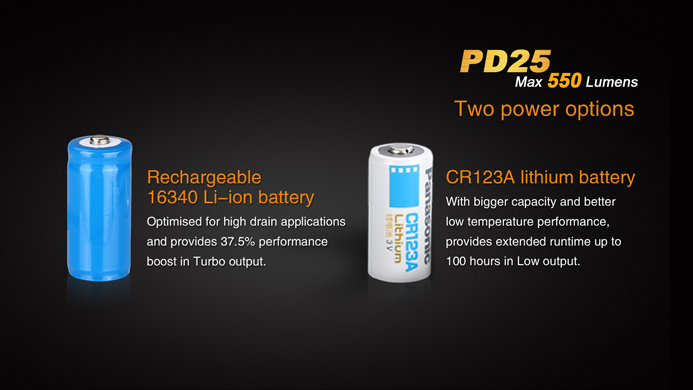 PD25
Max 550 Lumens
Two power options
Rechargeable
16340 Li-ion battery
Optimised for high drain applications
and provides 37.5% performance
boost in Turbo output.
Panasonic
CR123A
Lithium
3V
CR123A lithium battery
With bigger capacity and better
low temperature performance,
provides extended runtime up to
100 hours in Low output.